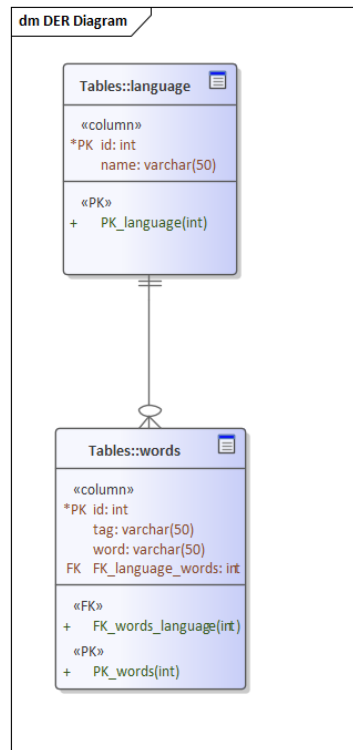 dm DER Diagram
Tables::language
«column»
*PK id: int
name: varchar(50)
«PK»
+ PK_language(int)
Tables::words
«column»
*PK id: int
tag: varchar(50)
word: varchar(50)
FK FK_language_words: int
«FK»
+ FK_words_language(int)
«PK»
+ PK_words(int)